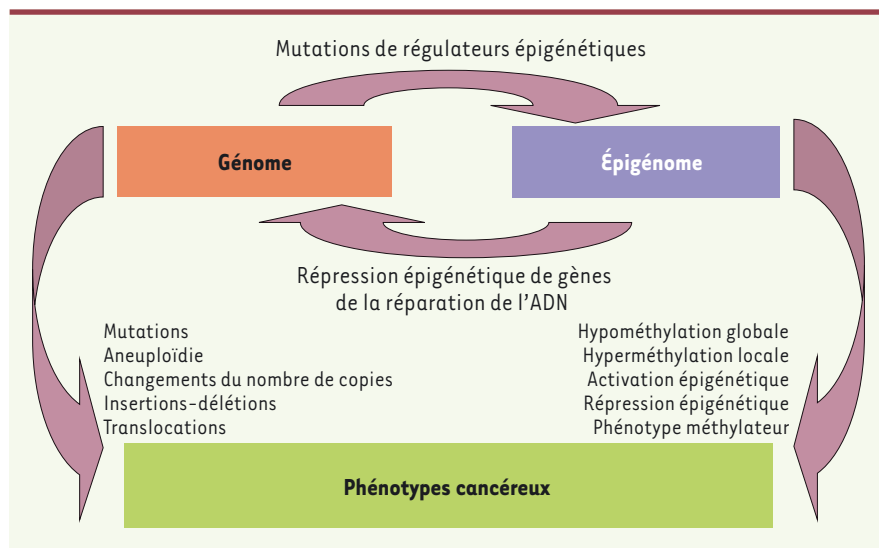 Mutations de régulateurs épigénétiques
Génome
Épigénome
Répression épigénétique de gènes
de la réparation de l'ADN
Mutations
Aneuploïdie
Changements du nombre de copies
Insertions-délétions
Translocations
Hypométhylation globale
Hyperméthylation locale
Activation épigénétique
Répression épigénétique
Phénotype méthylateur
Phénotypes cancéreux